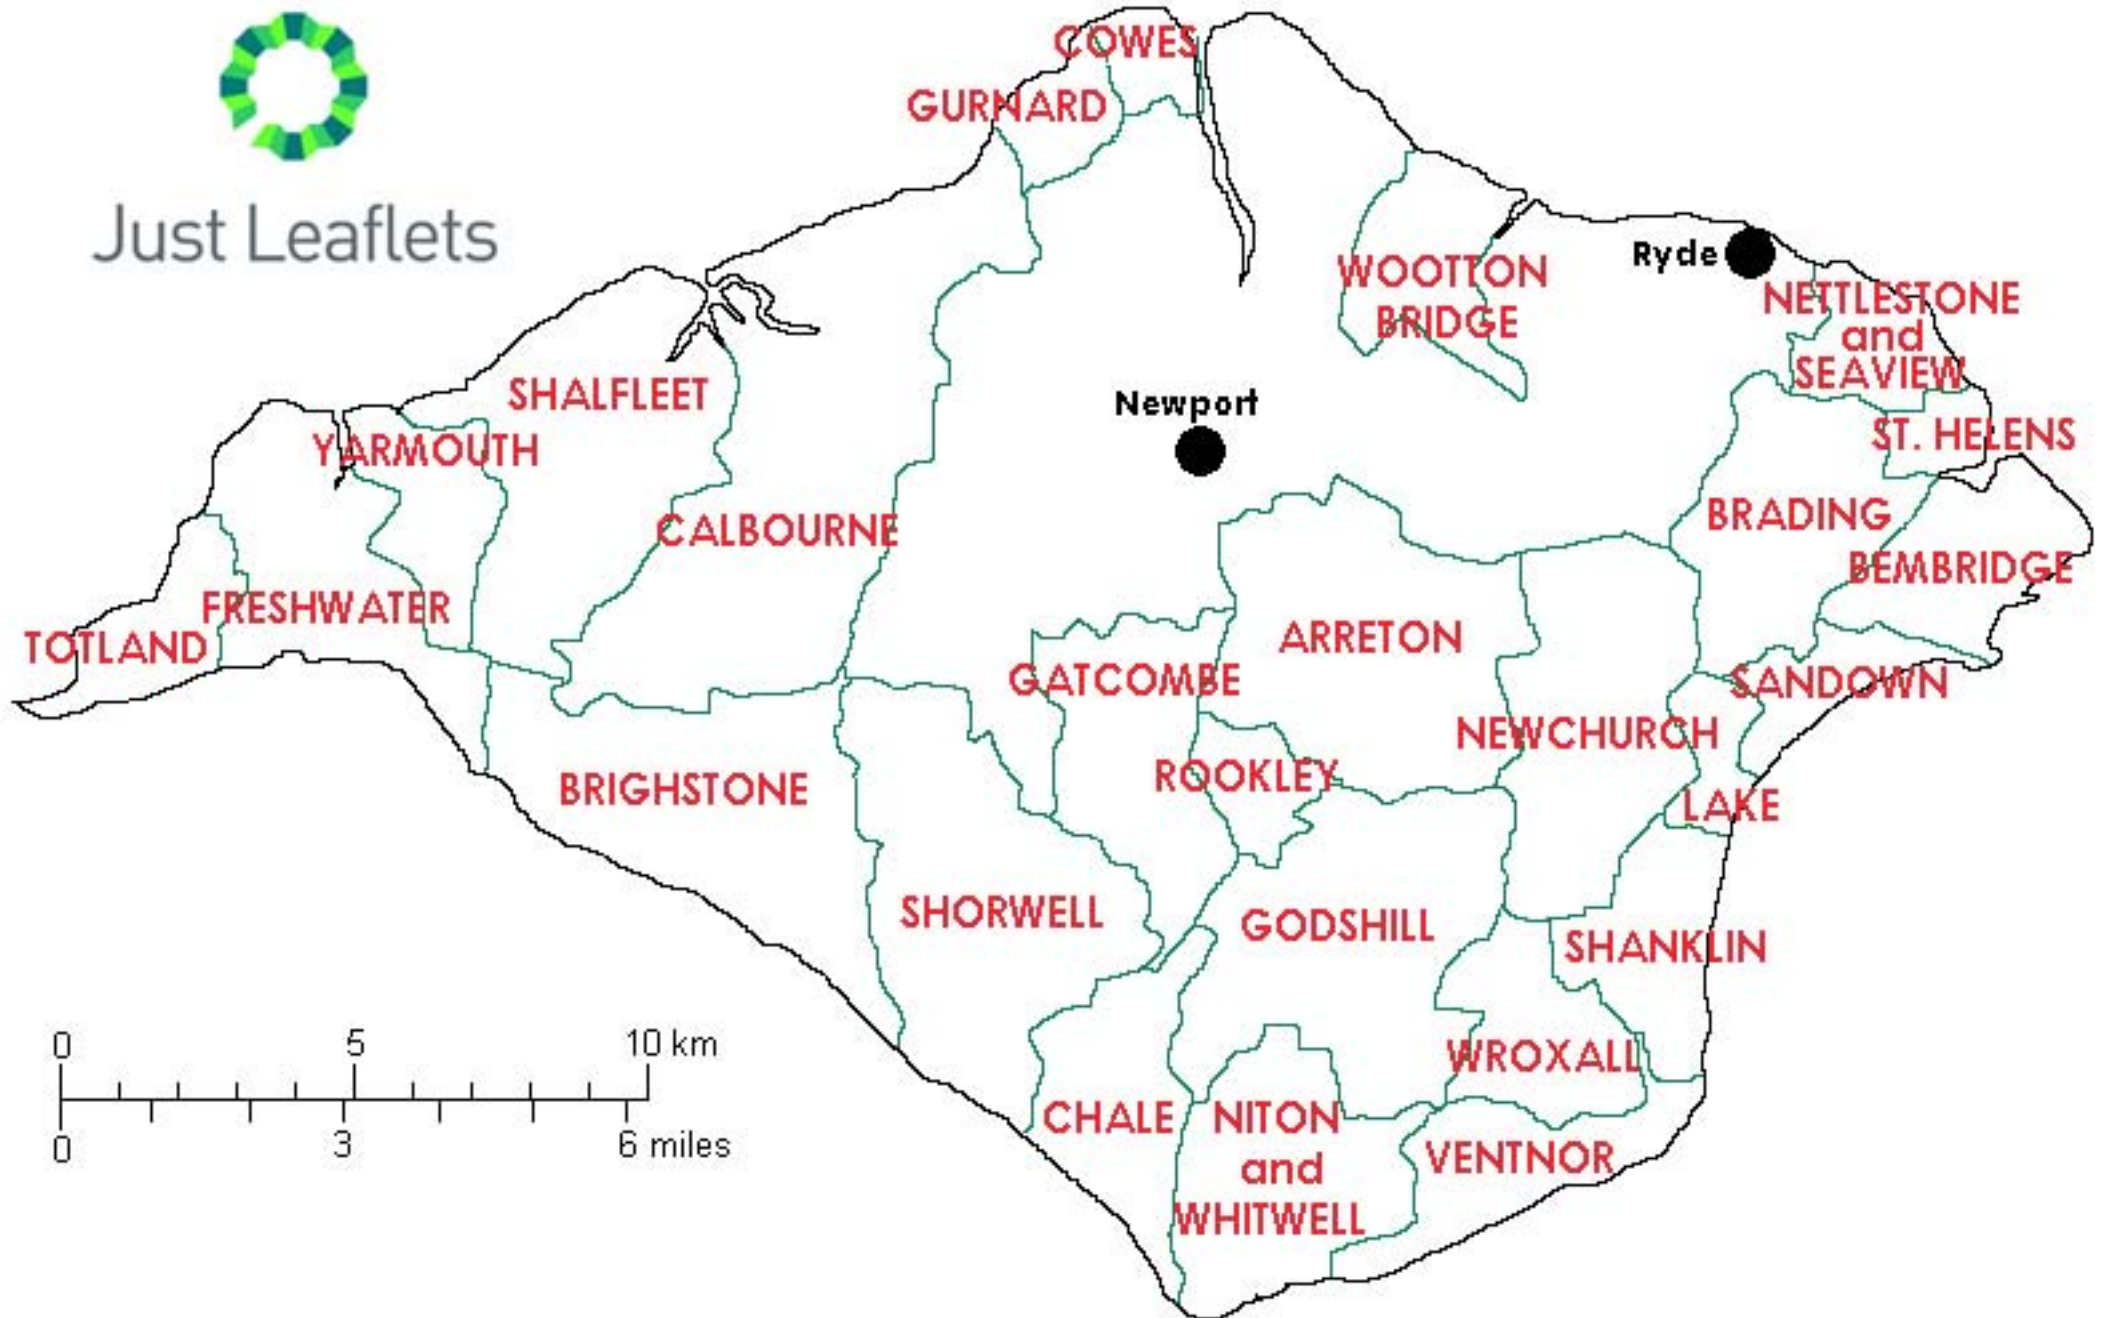 COWES
GURNARD
Just Leaflets
Ryde
WOOTTON
BRIDGE
NETTLESTONE
and
SEAVIEW
SHALFLEET
Newport
YARMOUTH
ST. HELENS
BRADING
CALBOURNE
BEMBRIDGE
FRESHWATER
TOTLAND
ARRETON
GATCOMBE
SANDOWN
NEWCHURCH
ROOKLEY
BRIGHSTONE
LAKE
SHORWELL
GODSHILL
SHANKLIN
0 5 10 km
WROXALL
CHALE
NITON
and
WHITWELL
0 3 6 miles
VENTNOR